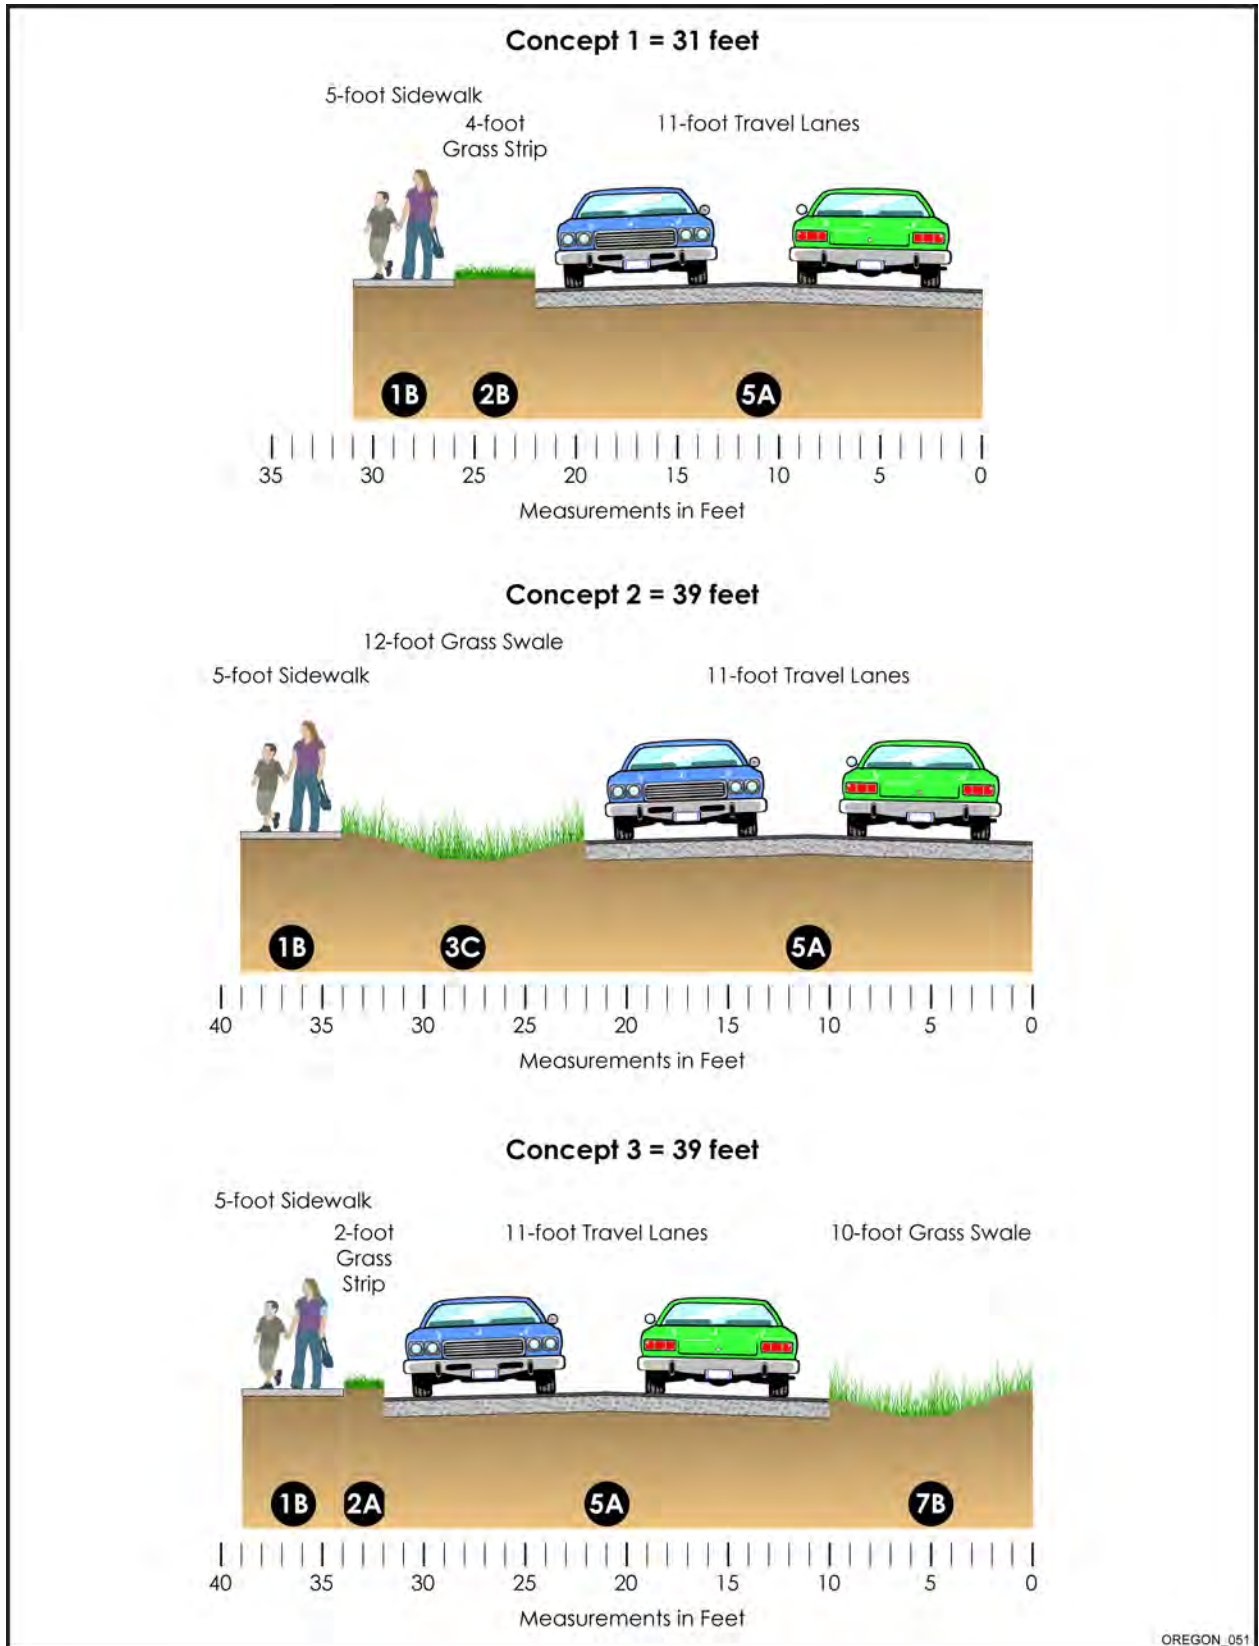 Concept 1 = 31 feet
5-foot Sidewalk
4-foot
Grass Strip
11-foot Travel Lanes
1B
2B
5A
35 30 25 20 15 10 5 0
Measurements in Feet
Concept 2 = 39 feet
12-foot Grass Swale
5-foot Sidewalk
11-foot Travel Lanes
1B
3C
5A
40 35 30 25 20 15 10 5 0
Measurements in Feet
Concept 3 = 39 feet
5-foot Sidewalk
2-foot
Grass
Strip
11-foot Travel Lanes
10-foot Grass Swale
1B
2A
5A
7B
40 35 30 25 20 15 10 5 0
Measurements in Feet
OREGON_051